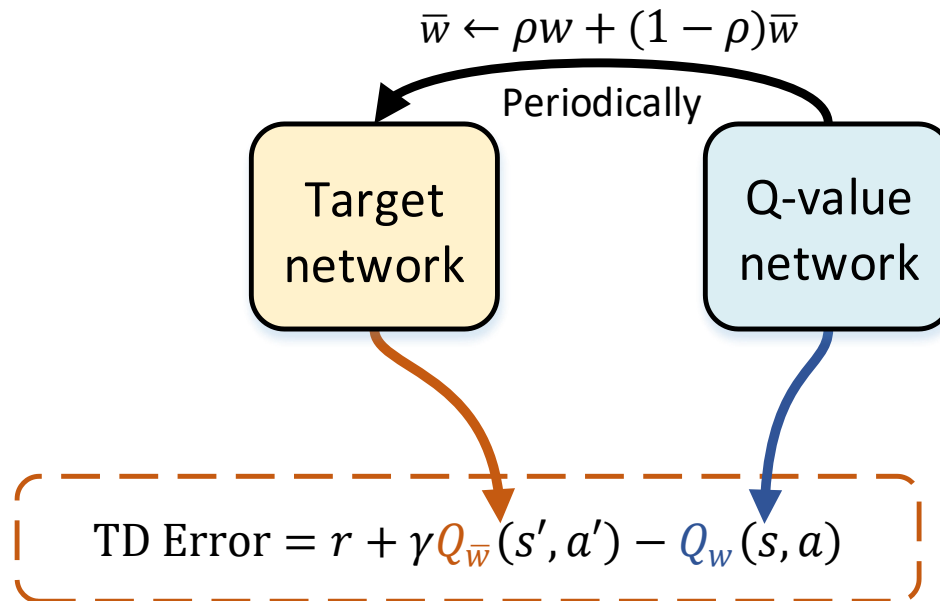 w̅ ← ρw + (1 − ρ)w̅
Periodically
Target
network
Q-value
network
TD Error = r + γQ_w̅(s′, a′) − Q_w(s, a)